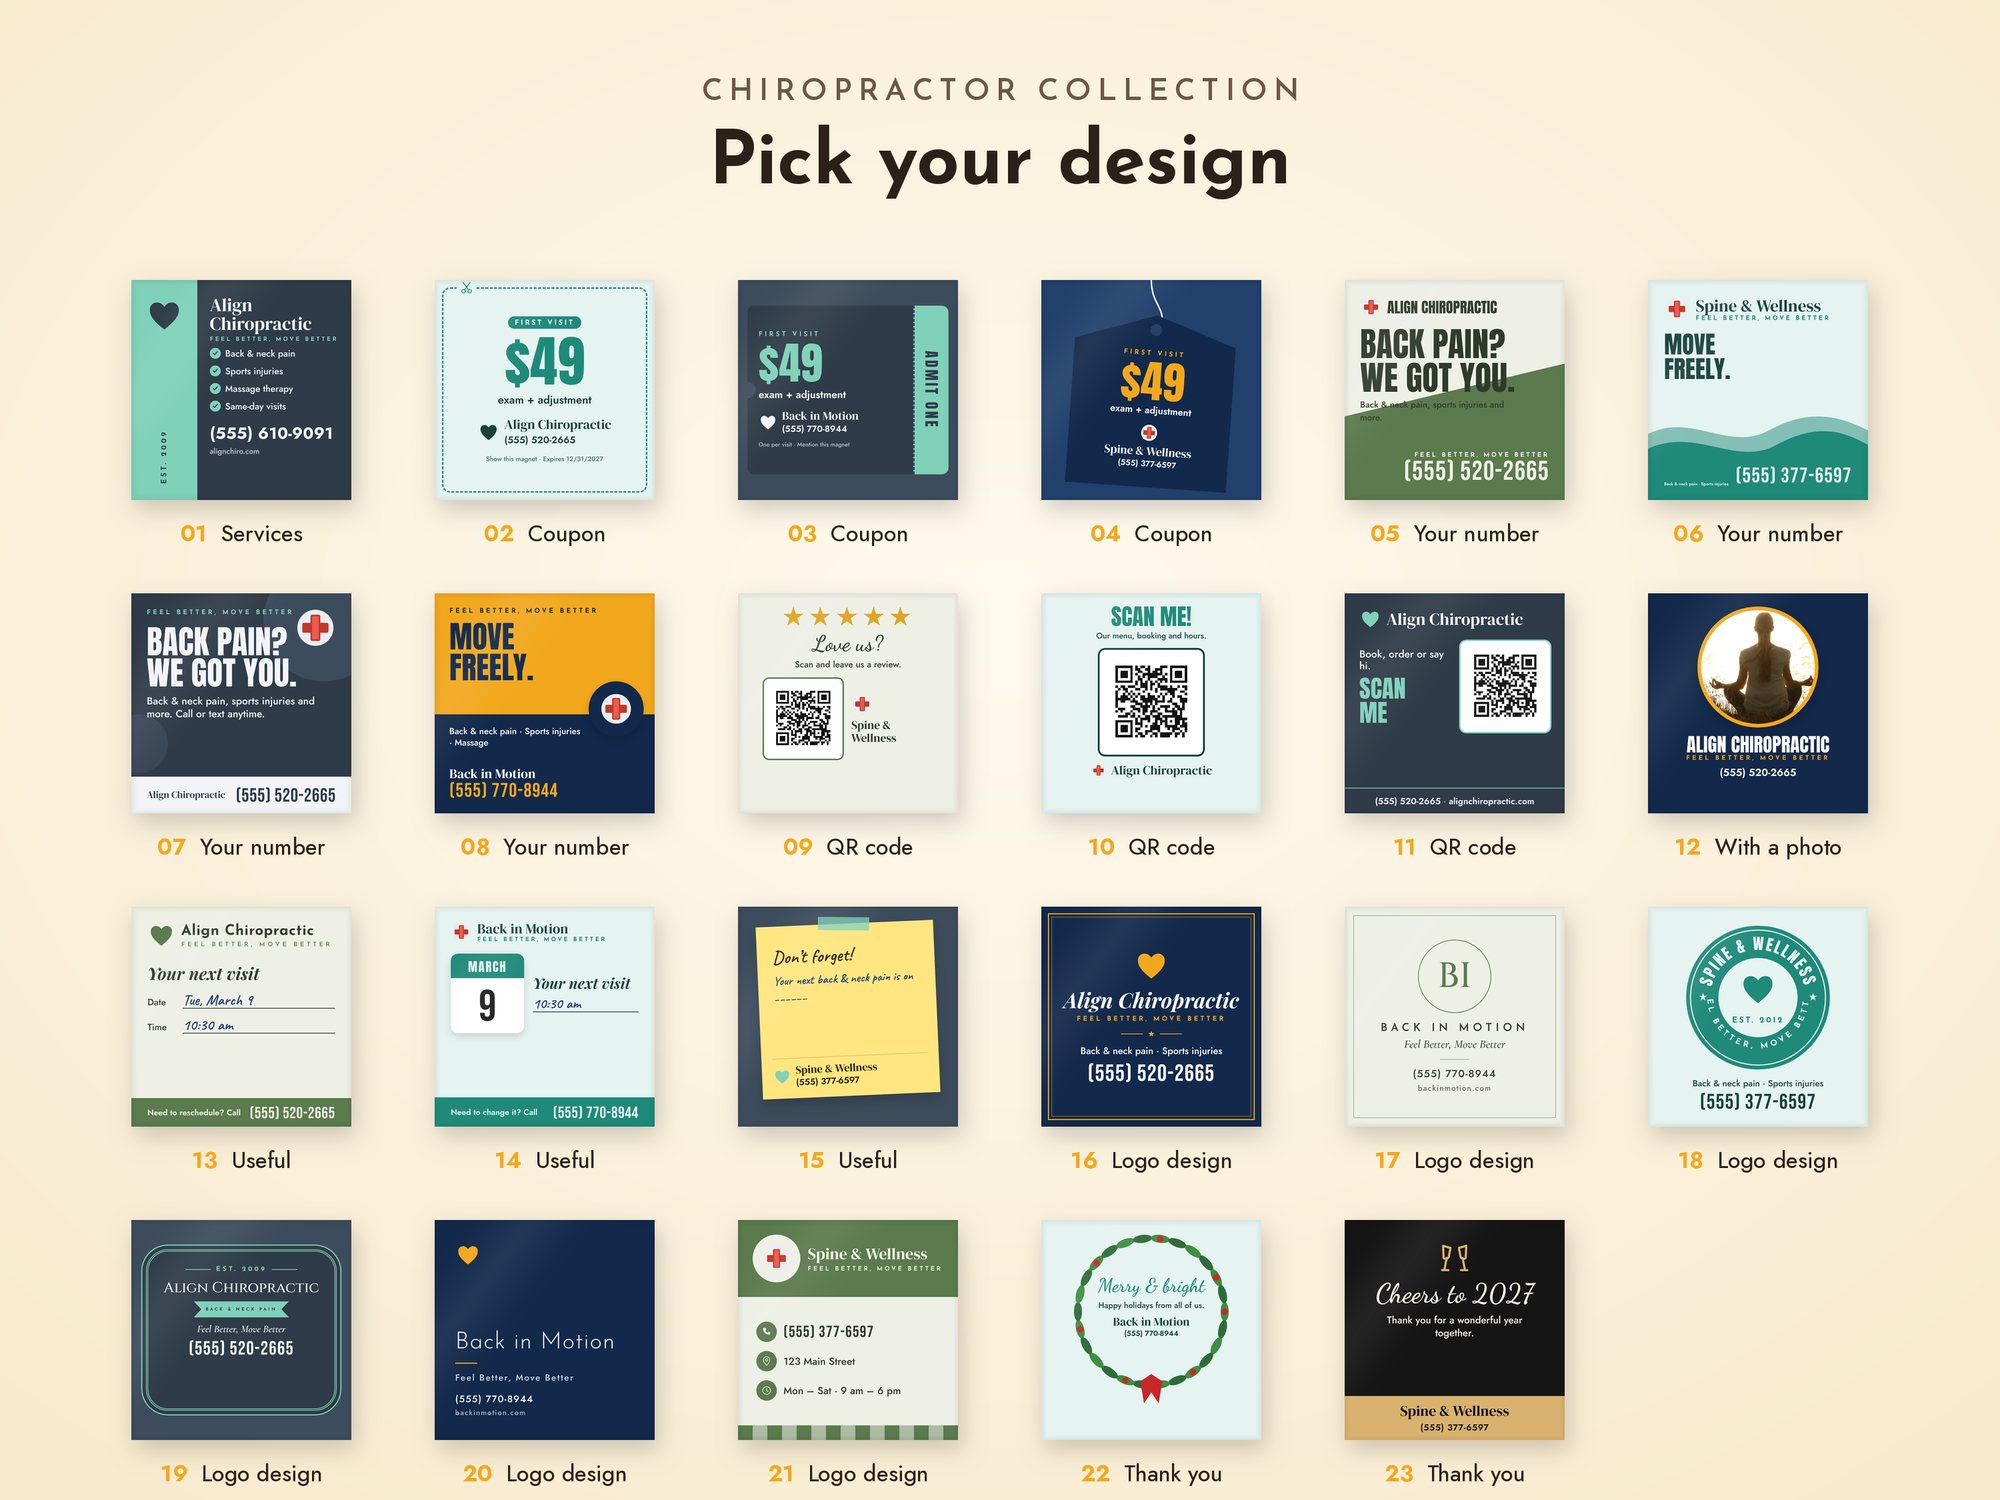 CHIROPRACTOR COLLECTION
Pick your design
Align
Chiropractic
FEEL BETTER, MOVE BETTER
Back & neck pain
Sports injuries
Massage therapy
Same-day visits
(555) 610-9091
alignchiro.com
EST. 2009
01 Services
FIRST VISIT
$49
exam + adjustment
Align Chiropractic
(555) 520-2665
Show this magnet · Expires 12/31/2027
02 Coupon
FIRST VISIT
$49
exam + adjustment
Back in Motion
(555) 770-8944
One per visit · Mention this magnet
ADMIT ONE
03 Coupon
FIRST VISIT
$49
exam + adjustment
Spine & Wellness
(555) 377-6597
04 Coupon
ALIGN CHIROPRACTIC
BACK PAIN?
WE GOT YOU.
Back & neck pain, sports injuries and
more.
FEEL BETTER, MOVE BETTER
(555) 520-2665
05 Your number
Spine & Wellness
FEEL BETTER, MOVE BETTER
MOVE
FREELY.
Back & neck pain · Sports injuries
(555) 377-6597
06 Your number
FEEL BETTER, MOVE BETTER
BACK PAIN?
WE GOT YOU.
Back & neck pain, sports injuries and
more. Call or text anytime.
Align Chiropractic (555) 520-2665
07 Your number
FEEL BETTER, MOVE BETTER
MOVE
FREELY.
Back & neck pain · Sports injuries
· Massage
Back in Motion
(555) 770-8944
08 Your number
Love us?
Scan and leave us a review.
Spine &
Wellness
09 QR code
SCAN ME!
Our menu, booking and hours.
Align Chiropractic
10 QR code
Align Chiropractic
Book, order or say
hi.
SCAN
ME
(555) 520-2665 · alignchiropractic.com
11 QR code
ALIGN CHIROPRACTIC
FEEL BETTER, MOVE BETTER
(555) 520-2665
12 With a photo
Align Chiropractic
FEEL BETTER, MOVE BETTER
Your next visit
Date Tue, March 9
Time 10:30 am
Need to reschedule? Call (555) 520-2665
13 Useful
Back in Motion
FEEL BETTER, MOVE BETTER
MARCH
9
Your next visit
10:30 am
Need to change it? Call (555) 770-8944
14 Useful
Don't forget!
Your next back & neck pain is on
______
Spine & Wellness
(555) 377-6597
15 Useful
Align Chiropractic
FEEL BETTER, MOVE BETTER
Back & neck pain · Sports injuries
(555) 520-2665
16 Logo design
BI
BACK IN MOTION
Feel Better, Move Better
(555) 770-8944
backinmotion.com
17 Logo design
SPINE & WELLNESS
EST. 2012
EL BETTER, MOVE BETT
Back & neck pain · Sports injuries
(555) 377-6597
18 Logo design
EST. 2009
ALIGN CHIROPRACTIC
BACK & NECK PAIN
Feel Better, Move Better
(555) 520-2665
19 Logo design
Back in Motion
Feel Better, Move Better
(555) 770-8944
backinmotion.com
20 Logo design
Spine & Wellness
FEEL BETTER, MOVE BETTER
(555) 377-6597
123 Main Street
Mon – Sat · 9 am – 6 pm
21 Logo design
Merry & bright
Happy holidays from all of us.
Back in Motion
(555) 770-8944
22 Thank you
Cheers to 2027
Thank you for a wonderful year
together.
Spine & Wellness
(555) 377-6597
23 Thank you